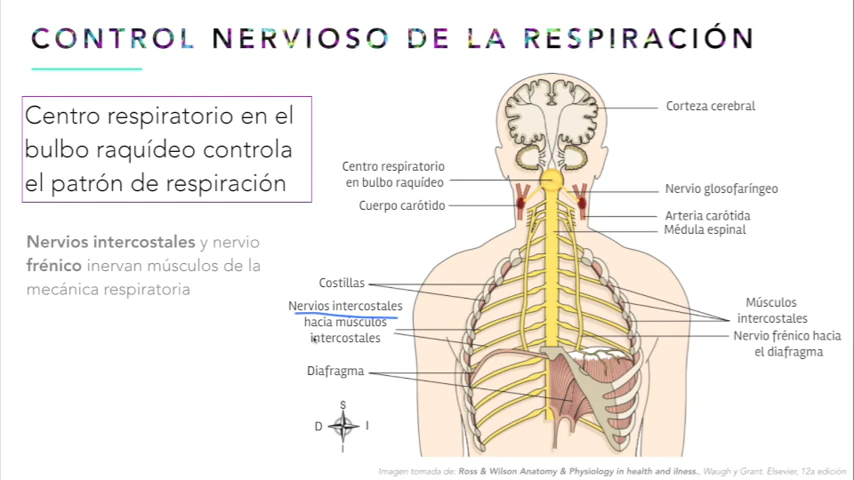 CONTROL NERVIOSO DE LA RESPIRACIÓN
Centro respiratorio en el
bulbo raquídeo controla
el patrón de respiración
Nervios intercostales y nervio
frénico inervan músculos de la
mecánica respiratoria
Centro respiratorio
en bulbo raquídeo
Cuerpo carótido
Costillas
Nervios intercostales
hacia músculos
intercostales
Diafragma
S
D I
I
Corteza cerebral
Nervio glosofaríngeo
Arteria carótida
Médula espinal
Músculos
intercostales
Nervio frénico hacia
el diafragma
Imagen tomada de: Ross & Wilson Anatomy & Physiology in health and ilness., Waugh y Grant. Elsevier, 12a edición